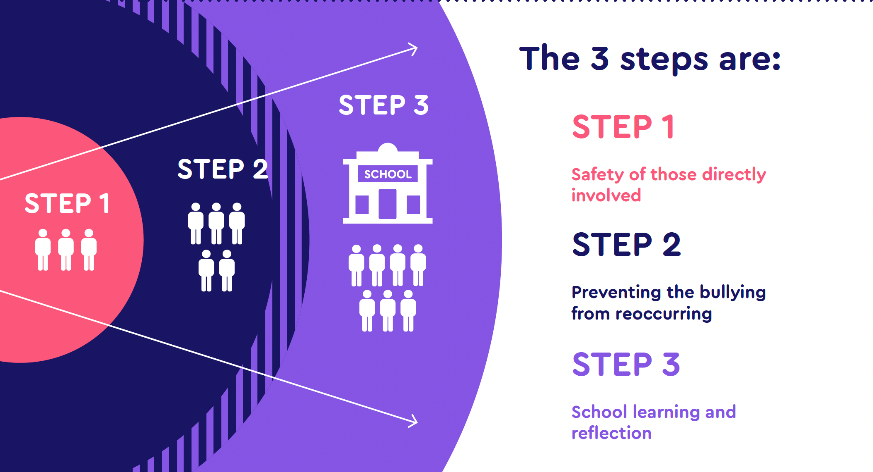 STEP 1
STEP 2
STEP 3
SCHOOL
The 3 steps are:
STEP 1
Safety of those directly
involved
STEP 2
Preventing the bullying
from reoccurring
STEP 3
School learning and
reflection